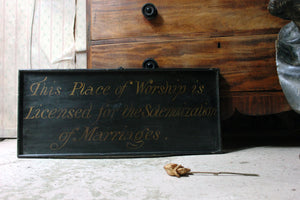 This Place of Worship is
Licensed for the Solemnization
of Marriages.